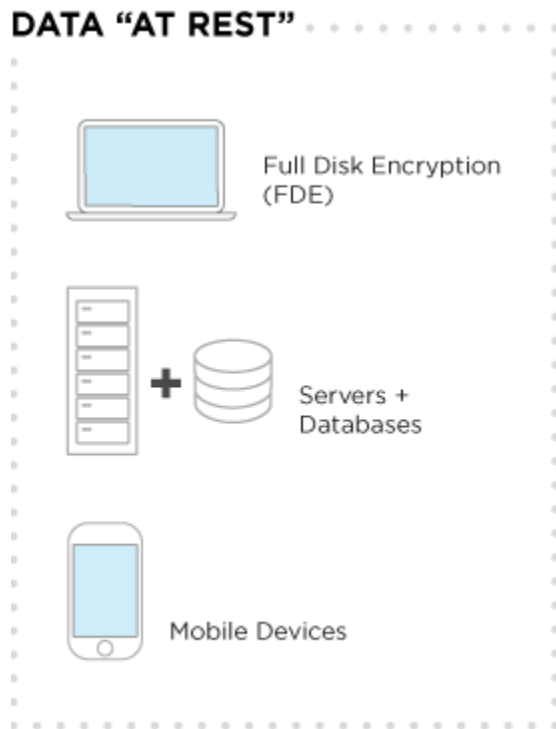 DATA “AT REST”
Full Disk Encryption
(FDE)
Servers +
Databases
Mobile Devices